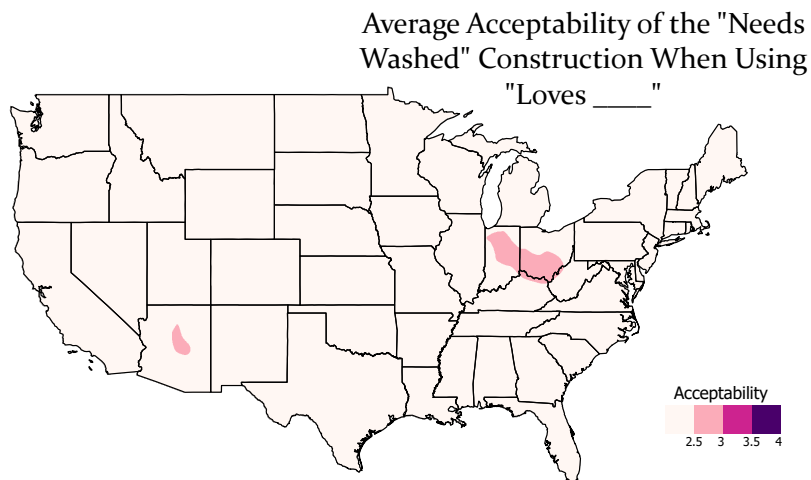 Average Acceptability of the "Needs
Washed" Construction When Using
"Loves ____"
Acceptability
2.5 3 3.5 4